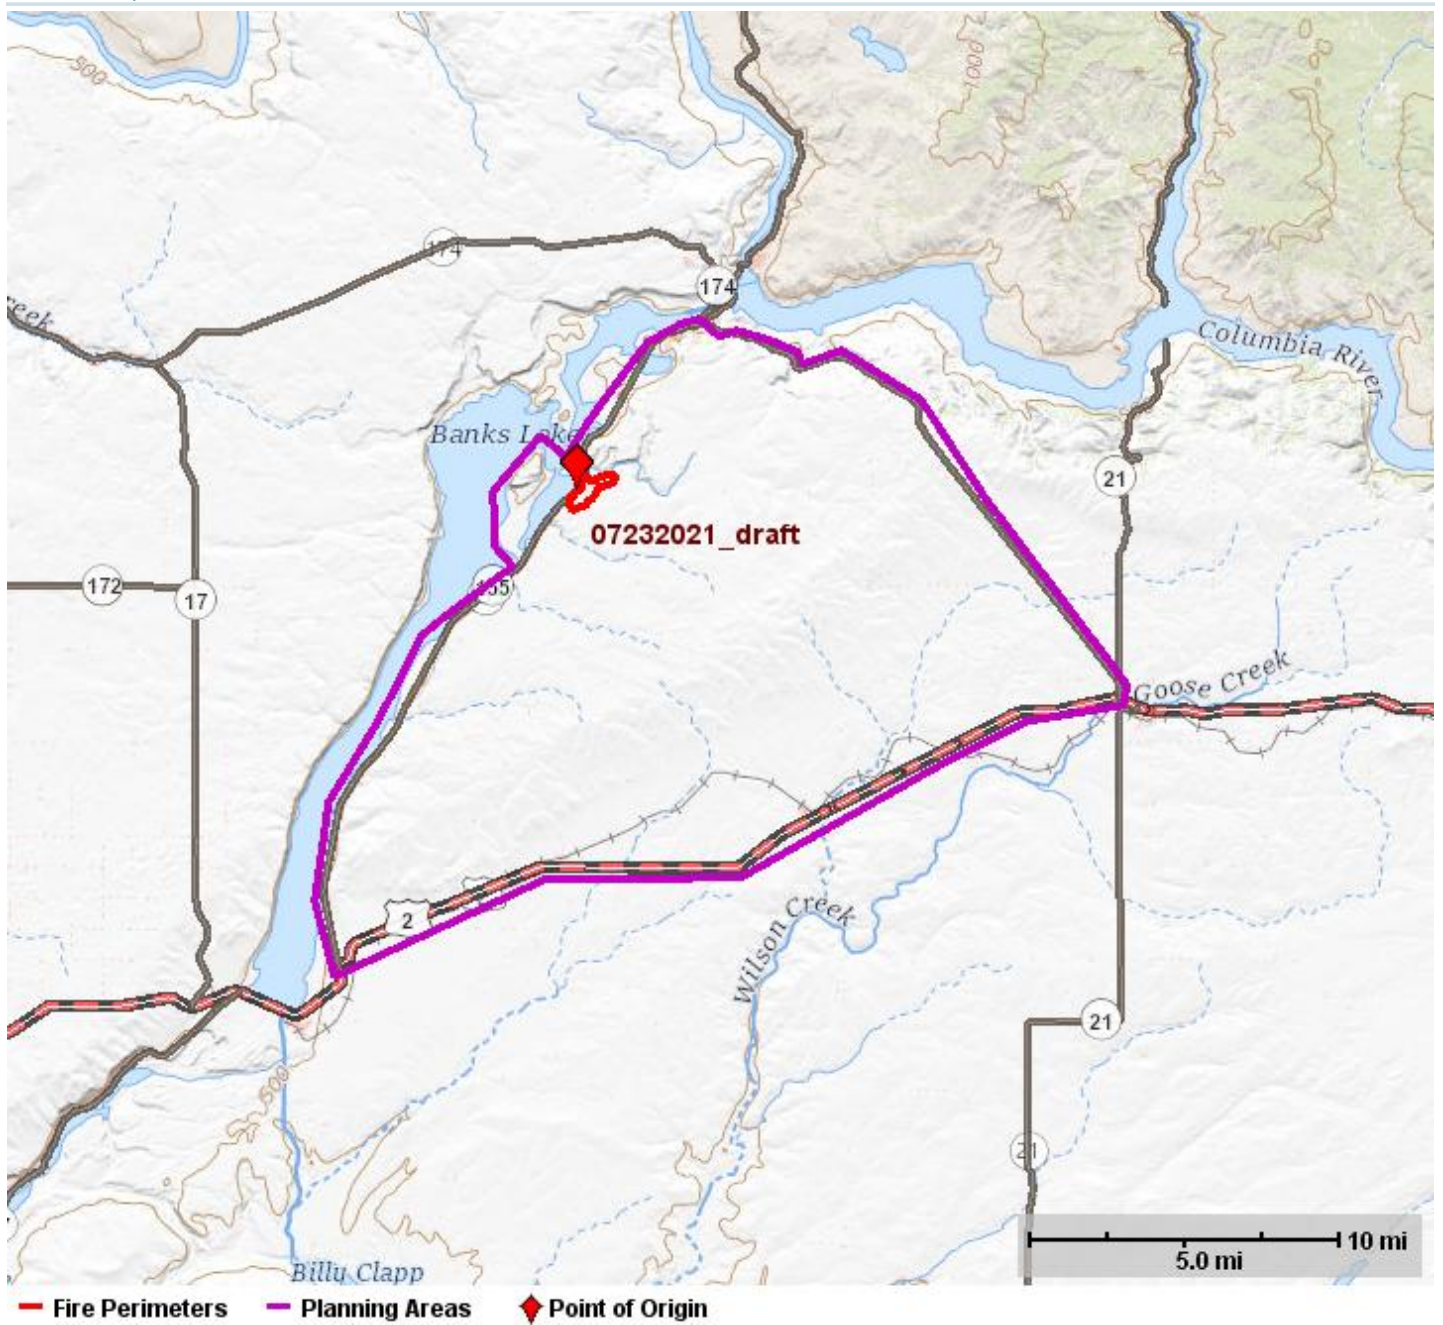 500
1000
174
174
eek
Columbia River
Banks Lake
21
07232021_draft
172
17
155
Goose Creek
2
Wilson Creek
21
500
21
10 mi
5.0 mi
Billy Clapp
Fire Perimeters Planning Areas Point of Origin